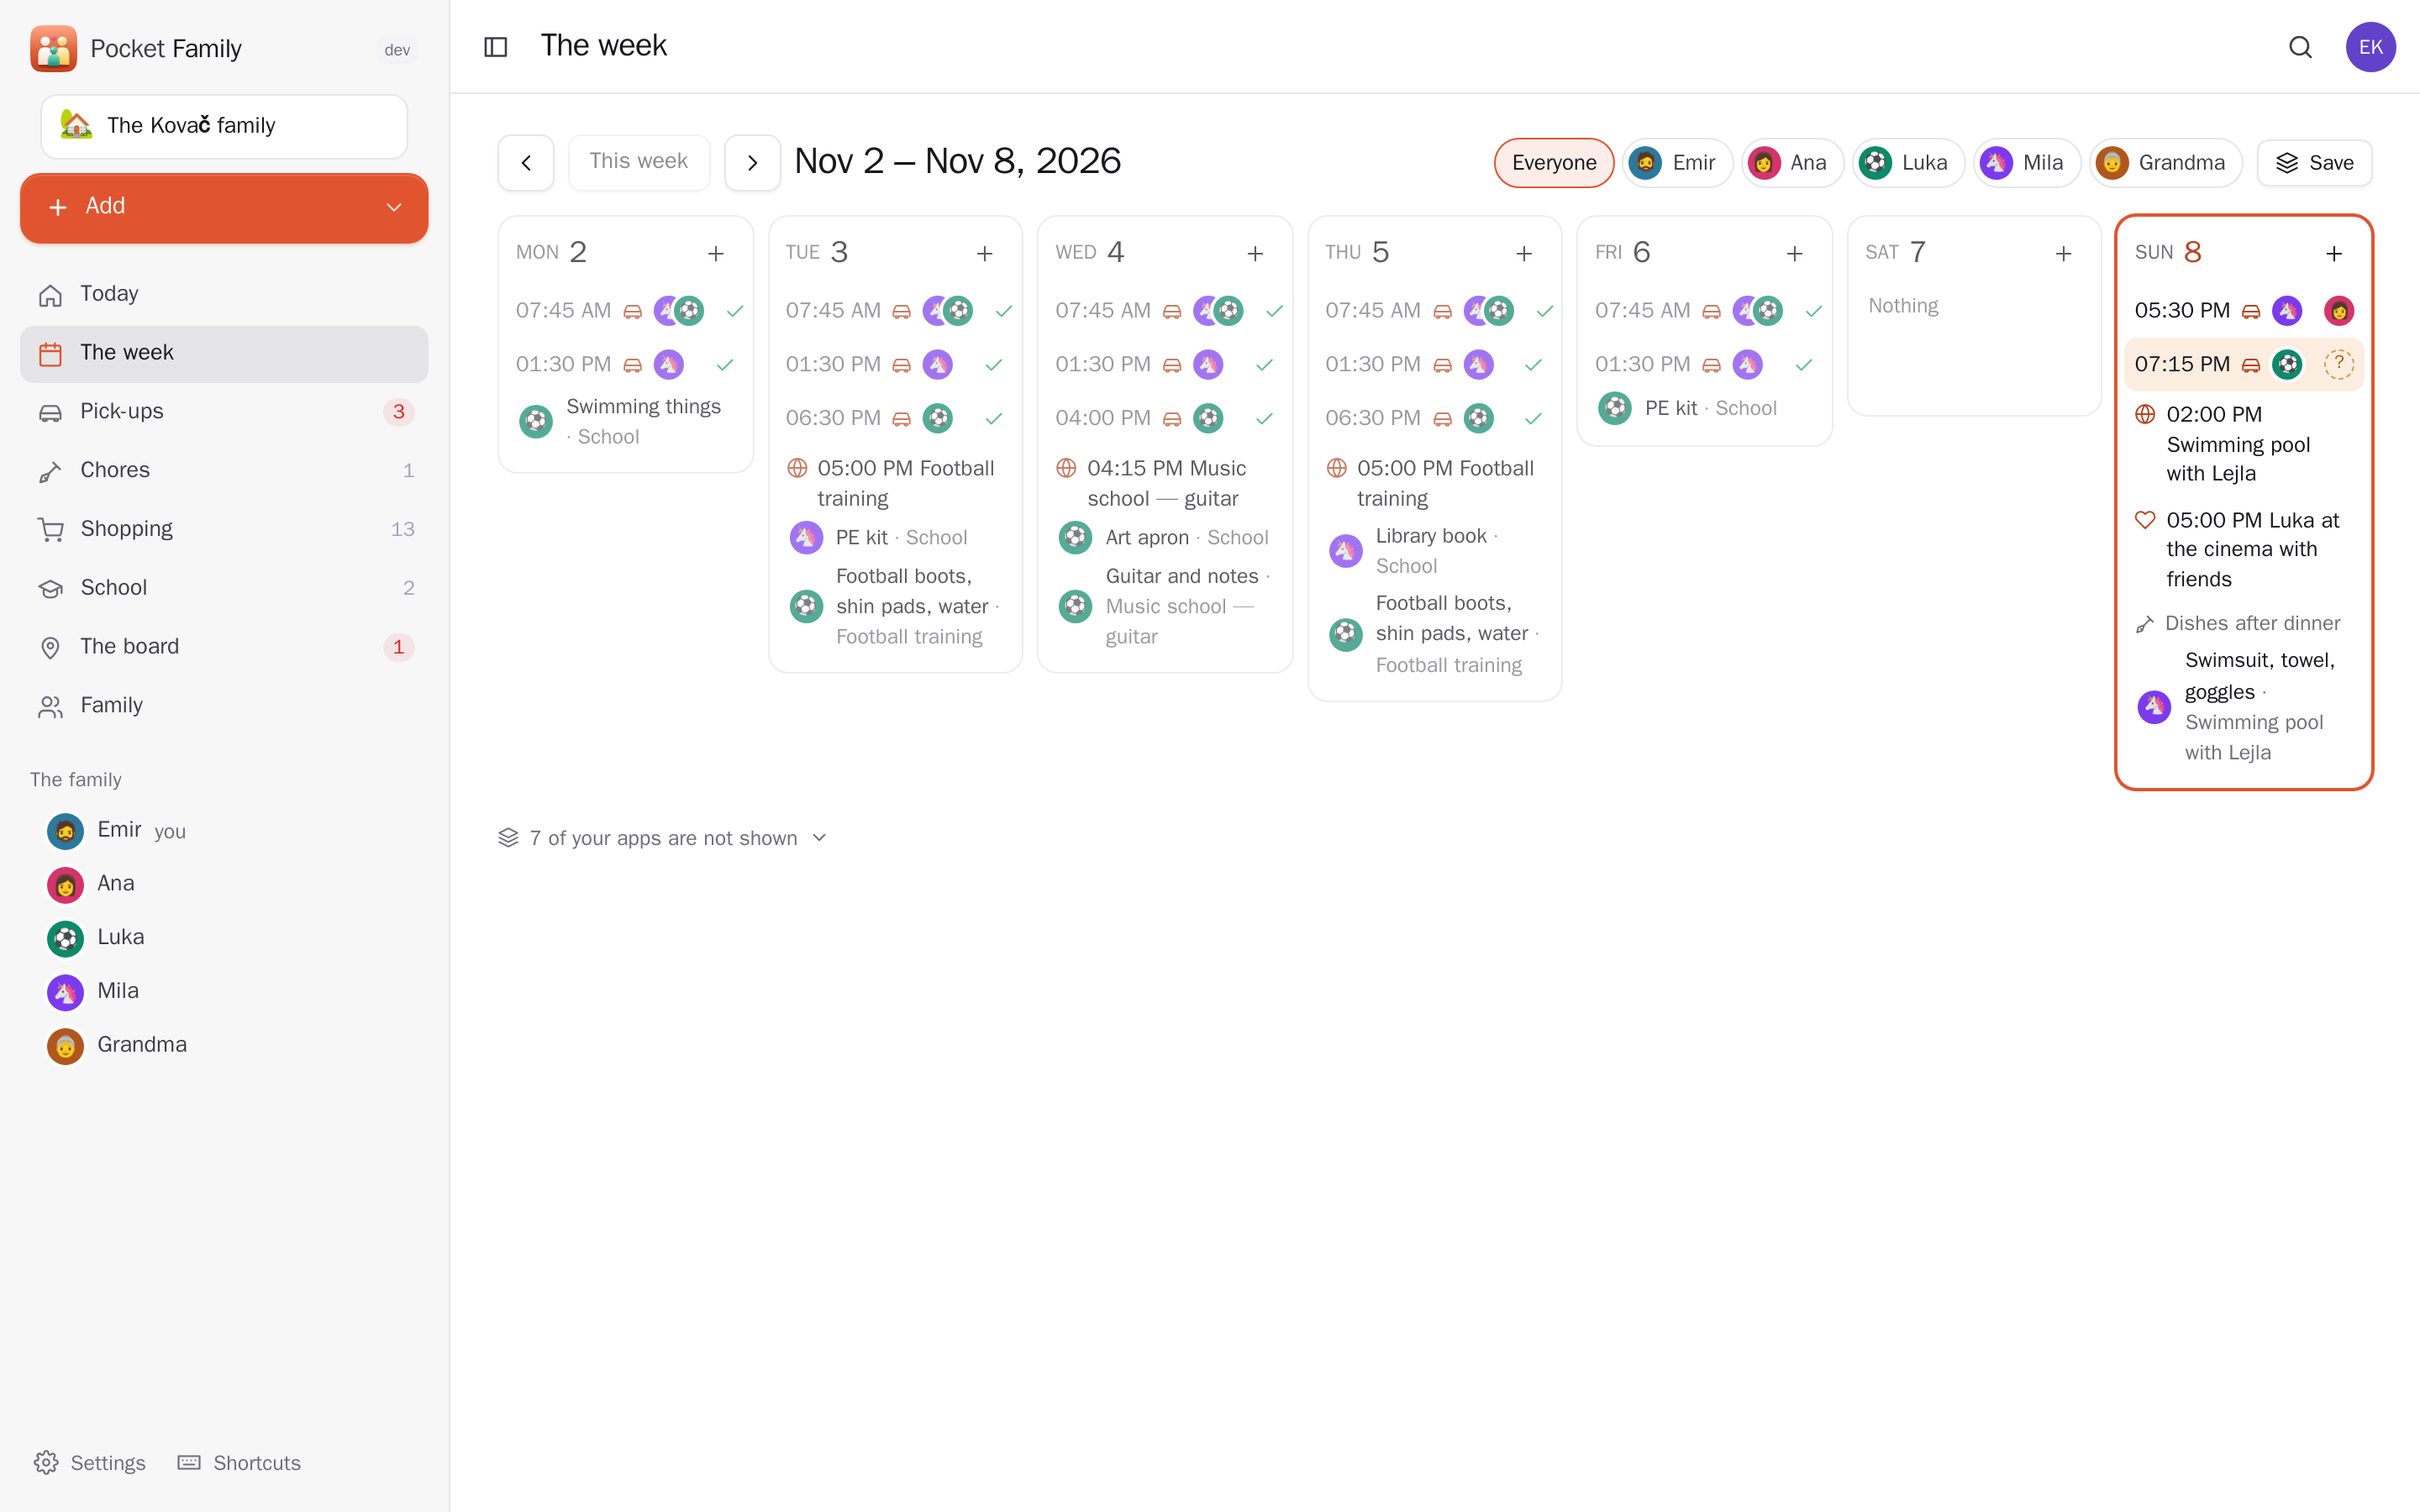 Pocket Family
dev
The Kovač family
Add
Today
The week
Pick-ups 3
Chores 1
Shopping 13
School 2
The board 1
Family
The family
Emir you
Ana
Luka
Mila
Grandma
Settings
Shortcuts
The week
EK
This week
Nov 2 – Nov 8, 2026
Everyone
Emir
Ana
Luka
Mila
Grandma
Save
MON 2
07:45 AM
01:30 PM
Swimming things
· School
TUE 3
07:45 AM
01:30 PM
06:30 PM
05:00 PM Football
training
PE kit · School
Football boots,
shin pads, water ·
Football training
WED 4
07:45 AM
01:30 PM
04:00 PM
04:15 PM Music
school — guitar
Art apron · School
Guitar and notes ·
Music school —
guitar
THU 5
07:45 AM
01:30 PM
06:30 PM
05:00 PM Football
training
Library book ·
School
Football boots,
shin pads, water ·
Football training
FRI 6
07:45 AM
01:30 PM
PE kit · School
SAT 7
Nothing
SUN 8
05:30 PM
07:15 PM ?
02:00 PM
Swimming pool
with Lejla
05:00 PM Luka at
the cinema with
friends
Dishes after dinner
Swimsuit, towel,
goggles ·
Swimming pool
with Lejla
7 of your apps are not shown